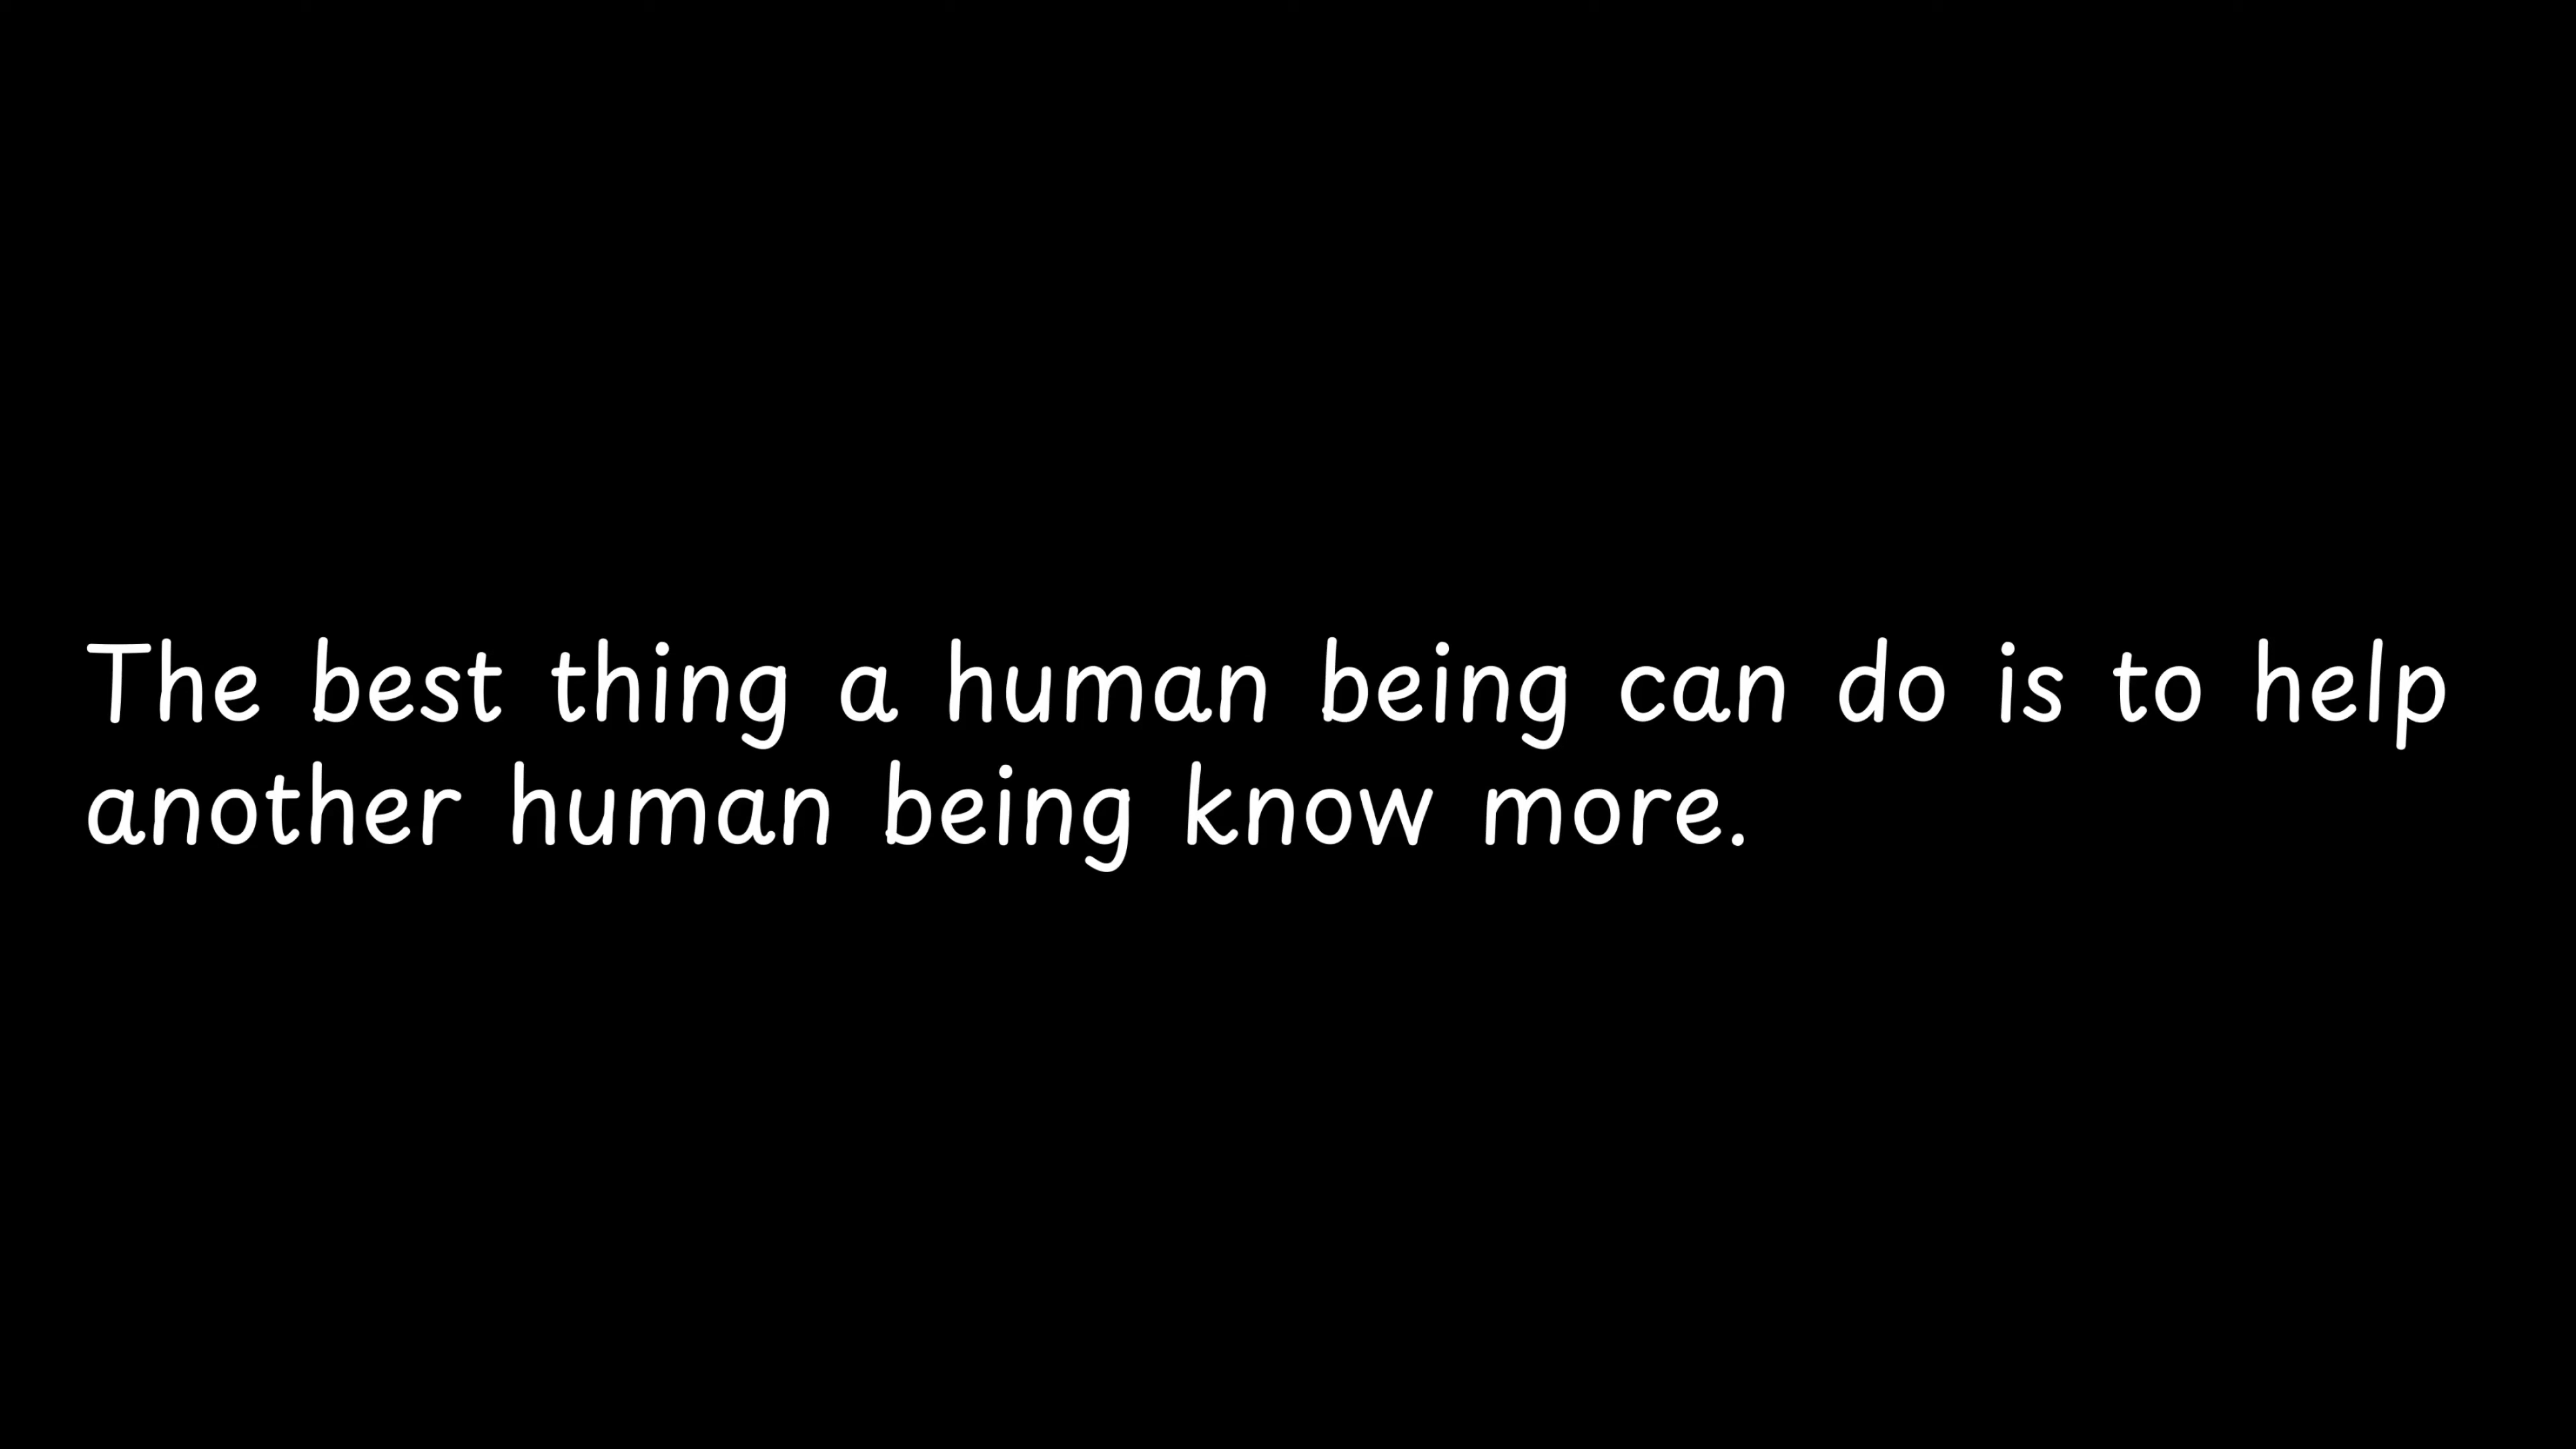 The best thing a human being can do is to help
another human being know more.